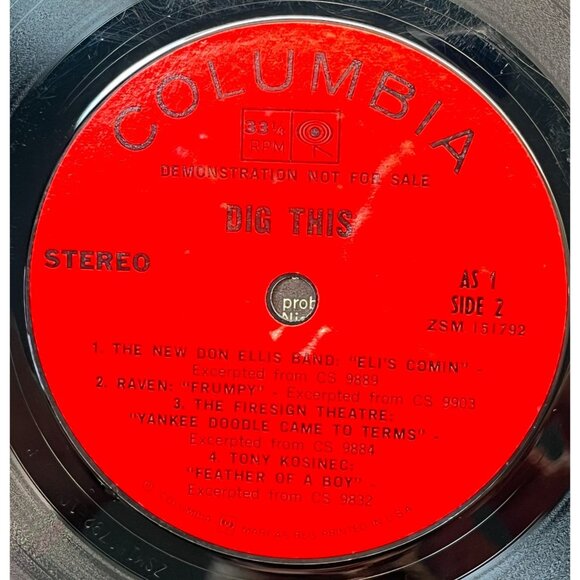 COLUMBIA
33⅓
RPM
DEMONSTRATION NOT FOR SALE
DIG THIS
STEREO
AS 1
SIDE 2
ZSM 151792
prob
1. THE NEW DON ELLIS BAND: "ELI'S COMIN" -
Excerpted from CS 9889
2. RAVEN: "FRUMPY" - Excerpted from CS 9903
3. THE FIRESIGN THEATRE:
"YANKEE DOODLE CAME TO TERMS" -
Excerpted from CS 9884
4. TONY KOSINEC:
"FEATHER OF A BOY" -
Excerpted from CS 9832